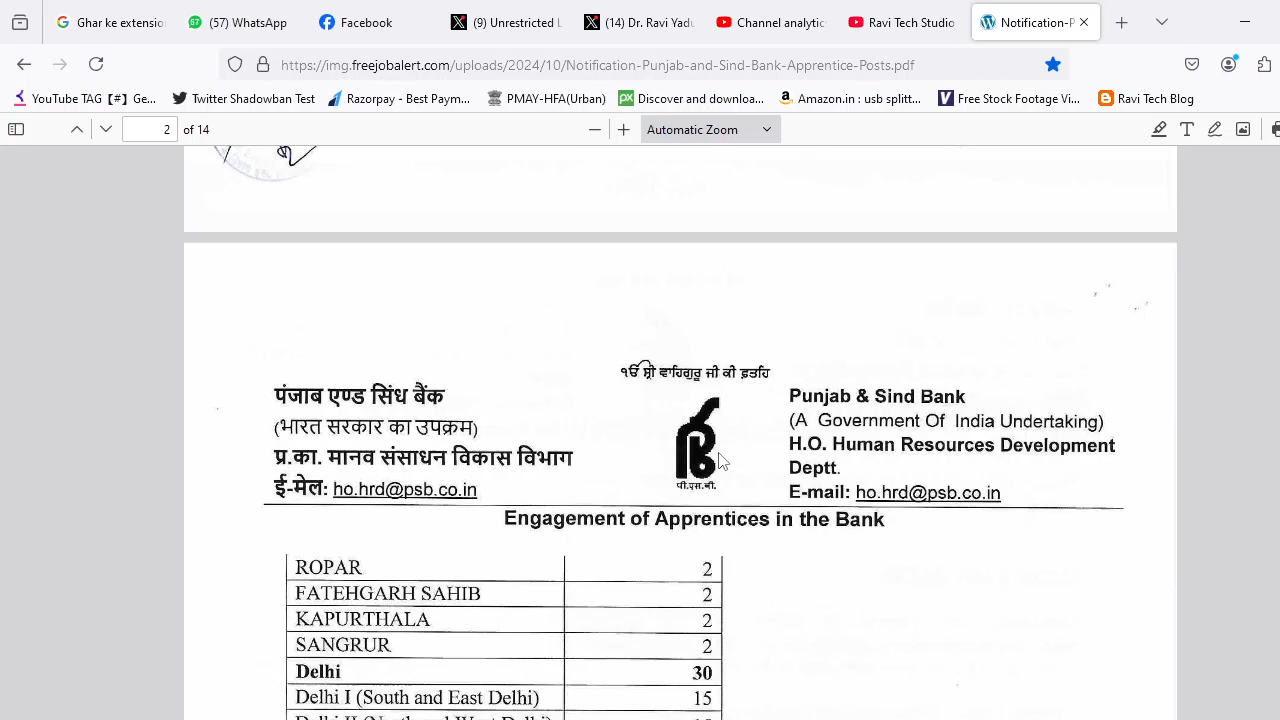 Ghar ke extensio
(57) WhatsApp
Facebook
(9) Unrestricted L
(14) Dr. Ravi Yadu
Channel analytic
Ravi Tech Studio
Notification-P
https://img.freejobalert.com/uploads/2024/10/Notification-Punjab-and-Sind-Bank-Apprentice-Posts.pdf
YouTube TAG [#] Ge...
Twitter Shadowban Test
Razorpay - Best Paym...
PMAY-HFA(Urban)
Discover and downloa...
Amazon.in : usb splitt...
Free Stock Footage Vi...
Ravi Tech Blog
2 of 14
Automatic Zoom
ੴ ਸ੍ਰੀ ਵਾਹਿਗੁਰੂ ਜੀ ਕੀ ਫ਼ਤਹਿ
पंजाब एण्ड सिंध बैंक
(भारत सरकार का उपक्रम)
प्र.का. मानव संसाधन विकास विभाग
ई-मेल: ho.hrd@psb.co.in
पी.एस.बी.
Punjab & Sind Bank
(A Government Of India Undertaking)
H.O. Human Resources Development
Deptt.
E-mail: ho.hrd@psb.co.in
Engagement of Apprentices in the Bank
ROPAR 2
FATEHGARH SAHIB 2
KAPURTHALA 2
SANGRUR 2
Delhi 30
Delhi I (South and East Delhi) 15
Delhi II (North and West Delhi)